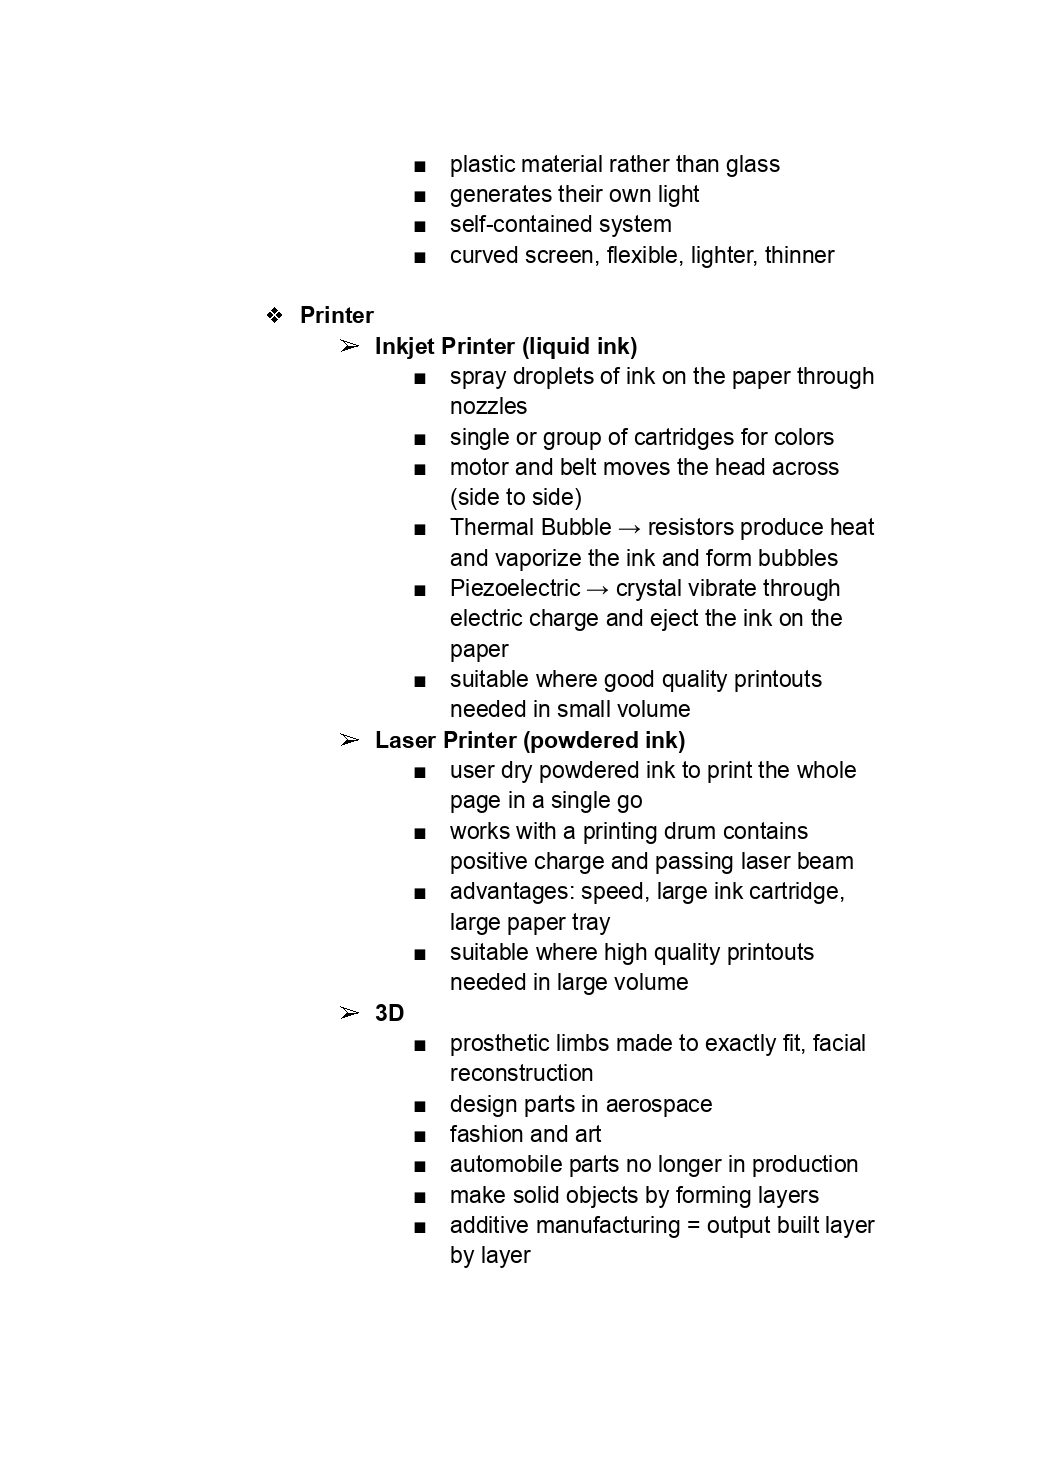 ■ plastic material rather than glass
■ generates their own light
■ self-contained system
■ curved screen, flexible, lighter, thinner
❖ Printer
➢ Inkjet Printer (liquid ink)
■ spray droplets of ink on the paper through
nozzles
■ single or group of cartridges for colors
■ motor and belt moves the head across
(side to side)
■ Thermal Bubble → resistors produce heat
and vaporize the ink and form bubbles
■ Piezoelectric → crystal vibrate through
electric charge and eject the ink on the
paper
■ suitable where good quality printouts
needed in small volume
➢ Laser Printer (powdered ink)
■ user dry powdered ink to print the whole
page in a single go
■ works with a printing drum contains
positive charge and passing laser beam
■ advantages: speed, large ink cartridge,
large paper tray
■ suitable where high quality printouts
needed in large volume
➢ 3D
■ prosthetic limbs made to exactly fit, facial
reconstruction
■ design parts in aerospace
■ fashion and art
■ automobile parts no longer in production
■ make solid objects by forming layers
■ additive manufacturing = output built layer
by layer